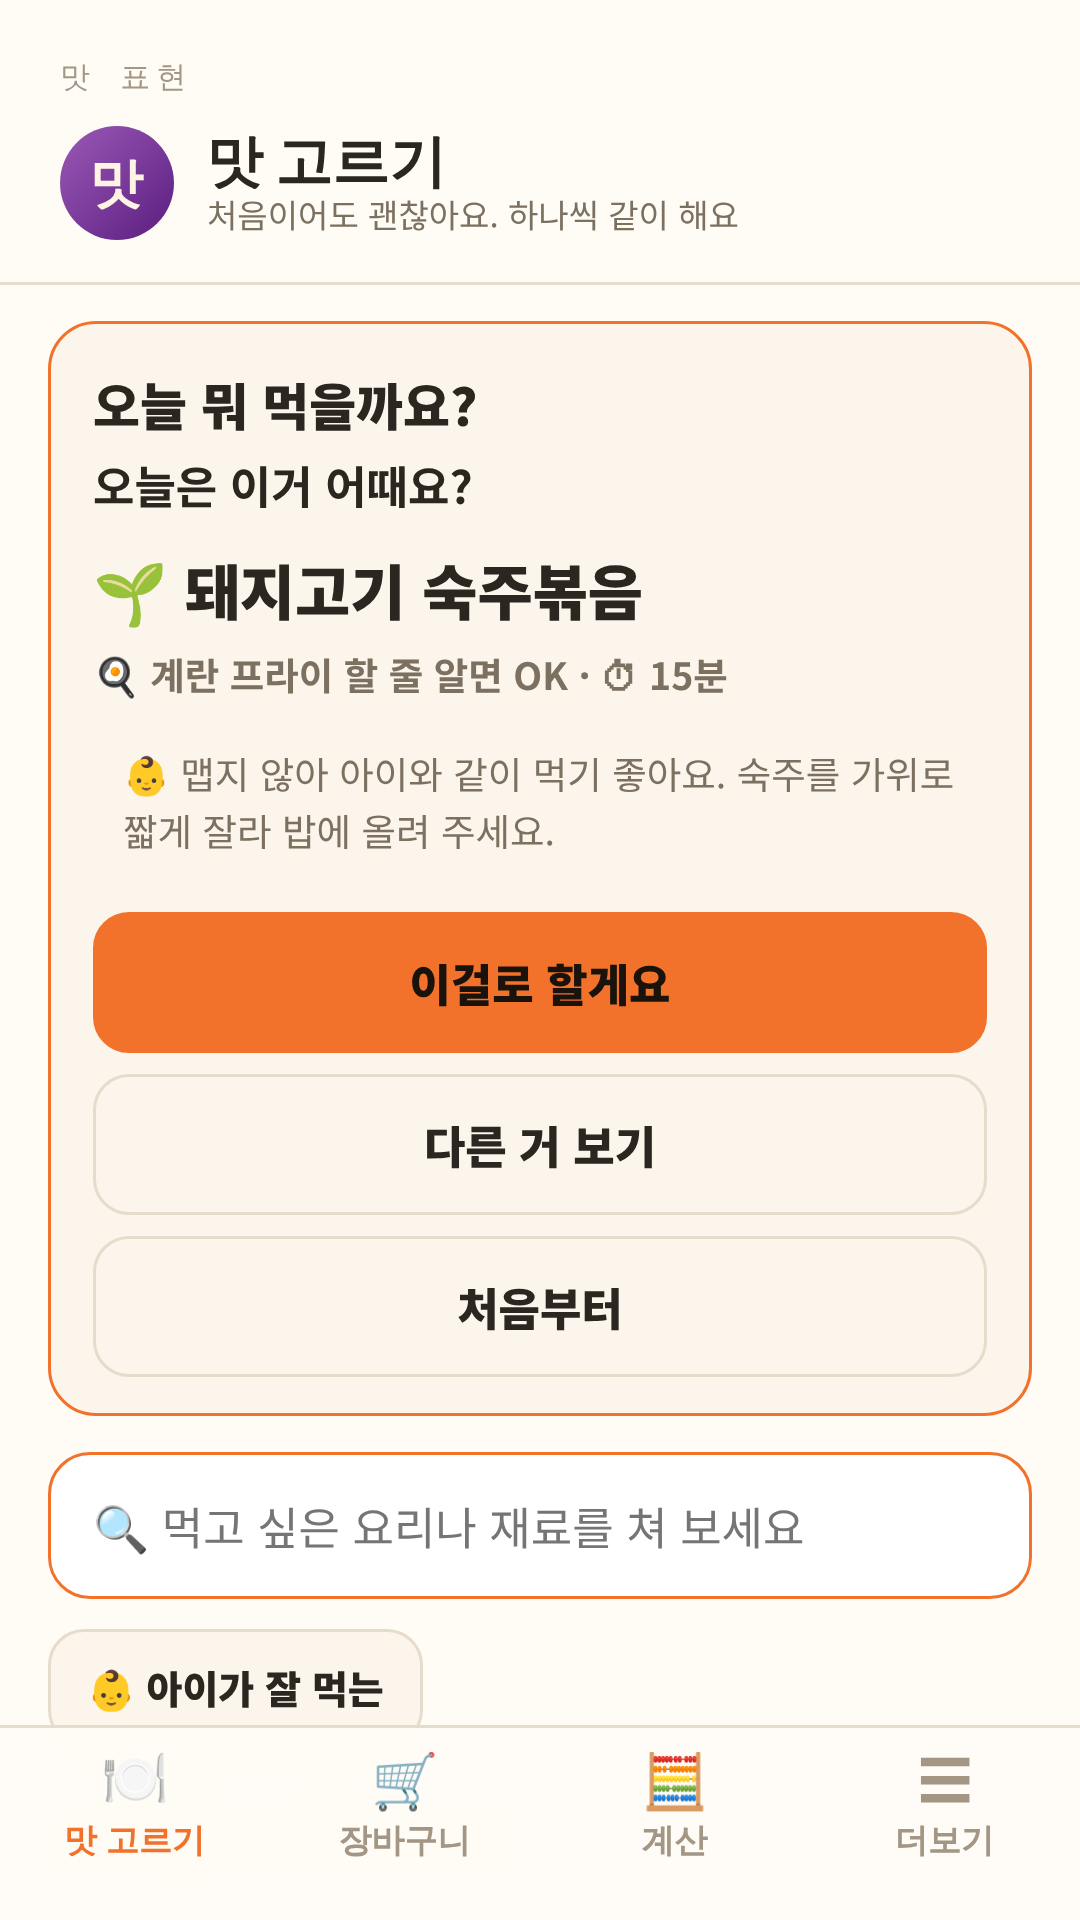 맛 표현
맛
맛 고르기
처음이어도 괜찮아요. 하나씩 같이 해요
오늘 뭐 먹을까요?
오늘은 이거 어때요?
🌱 돼지고기 숙주볶음
🍳 계란 프라이 할 줄 알면 OK · ⏱ 15분
👶 맵지 않아 아이와 같이 먹기 좋아요. 숙주를 가위로
짧게 잘라 밥에 올려 주세요.
이걸로 할게요
다른 거 보기
처음부터
🔍 먹고 싶은 요리나 재료를 쳐 보세요
👶 아이가 잘 먹는
맛 고르기
장바구니
계산
더보기